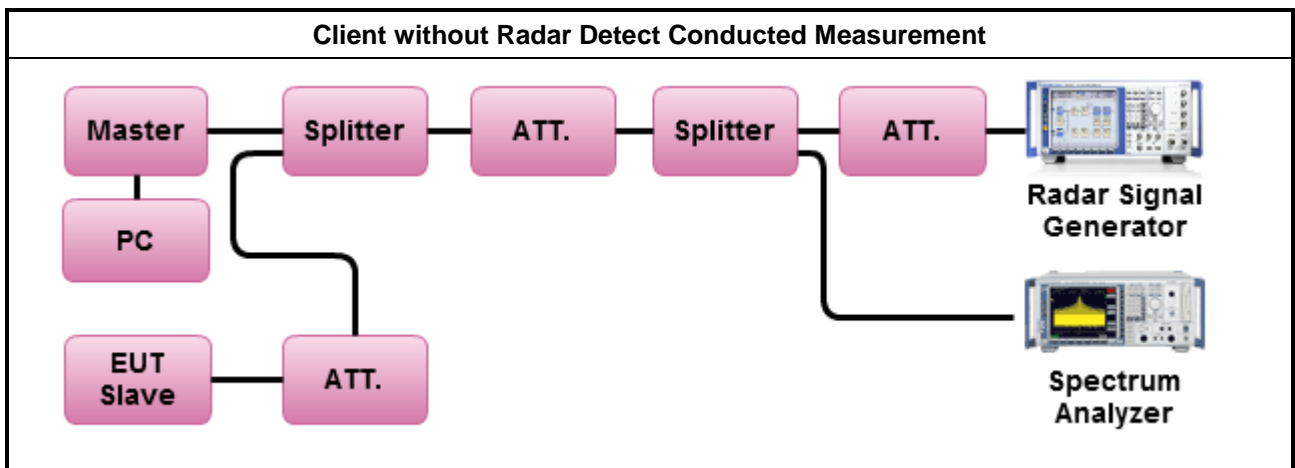 Client without Radar Detect Conducted Measurement
Master
Splitter
ATT.
Splitter
ATT.
Radar Signal
Generator
PC
EUT
Slave
ATT.
Spectrum
Analyzer